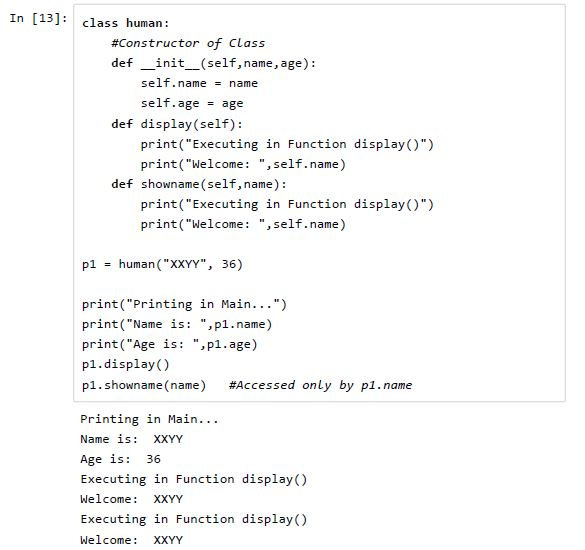 In [13]:
class human:
    #Constructor of Class
    def __init__(self,name,age):
        self.name = name
        self.age = age
    def display(self):
        print("Executing in Function display()")
        print("Welcome: ",self.name)
    def showname(self,name):
        print("Executing in Function display()")
        print("Welcome: ",self.name)

p1 = human("XXYY", 36)

print("Printing in Main...")
print("Name is: ",p1.name)
print("Age is: ",p1.age)
p1.display()
p1.showname(name)   #Accessed only by p1.name
Printing in Main...
Name is:  XXYY
Age is:  36
Executing in Function display()
Welcome:  XXYY
Executing in Function display()
Welcome:  XXYY